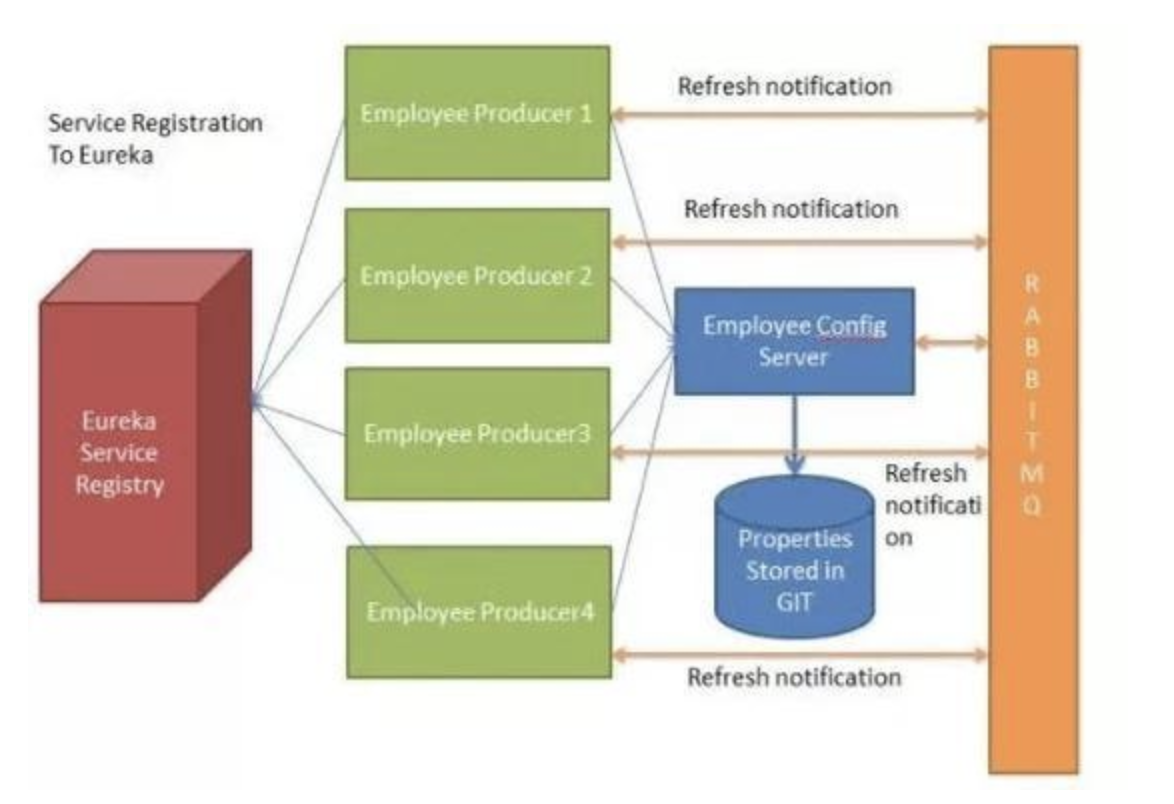 Service Registration
To Eureka
Eureka
Service
Registry
Employee Producer 1
Employee Producer 2
Employee Producer3
Employee Producer4
Refresh notification
Refresh notification
Employee Config
Server
Refresh
notificati
on
Properties
Stored in
GIT
Refresh notification
R
A
B
B
I
T
M
Q